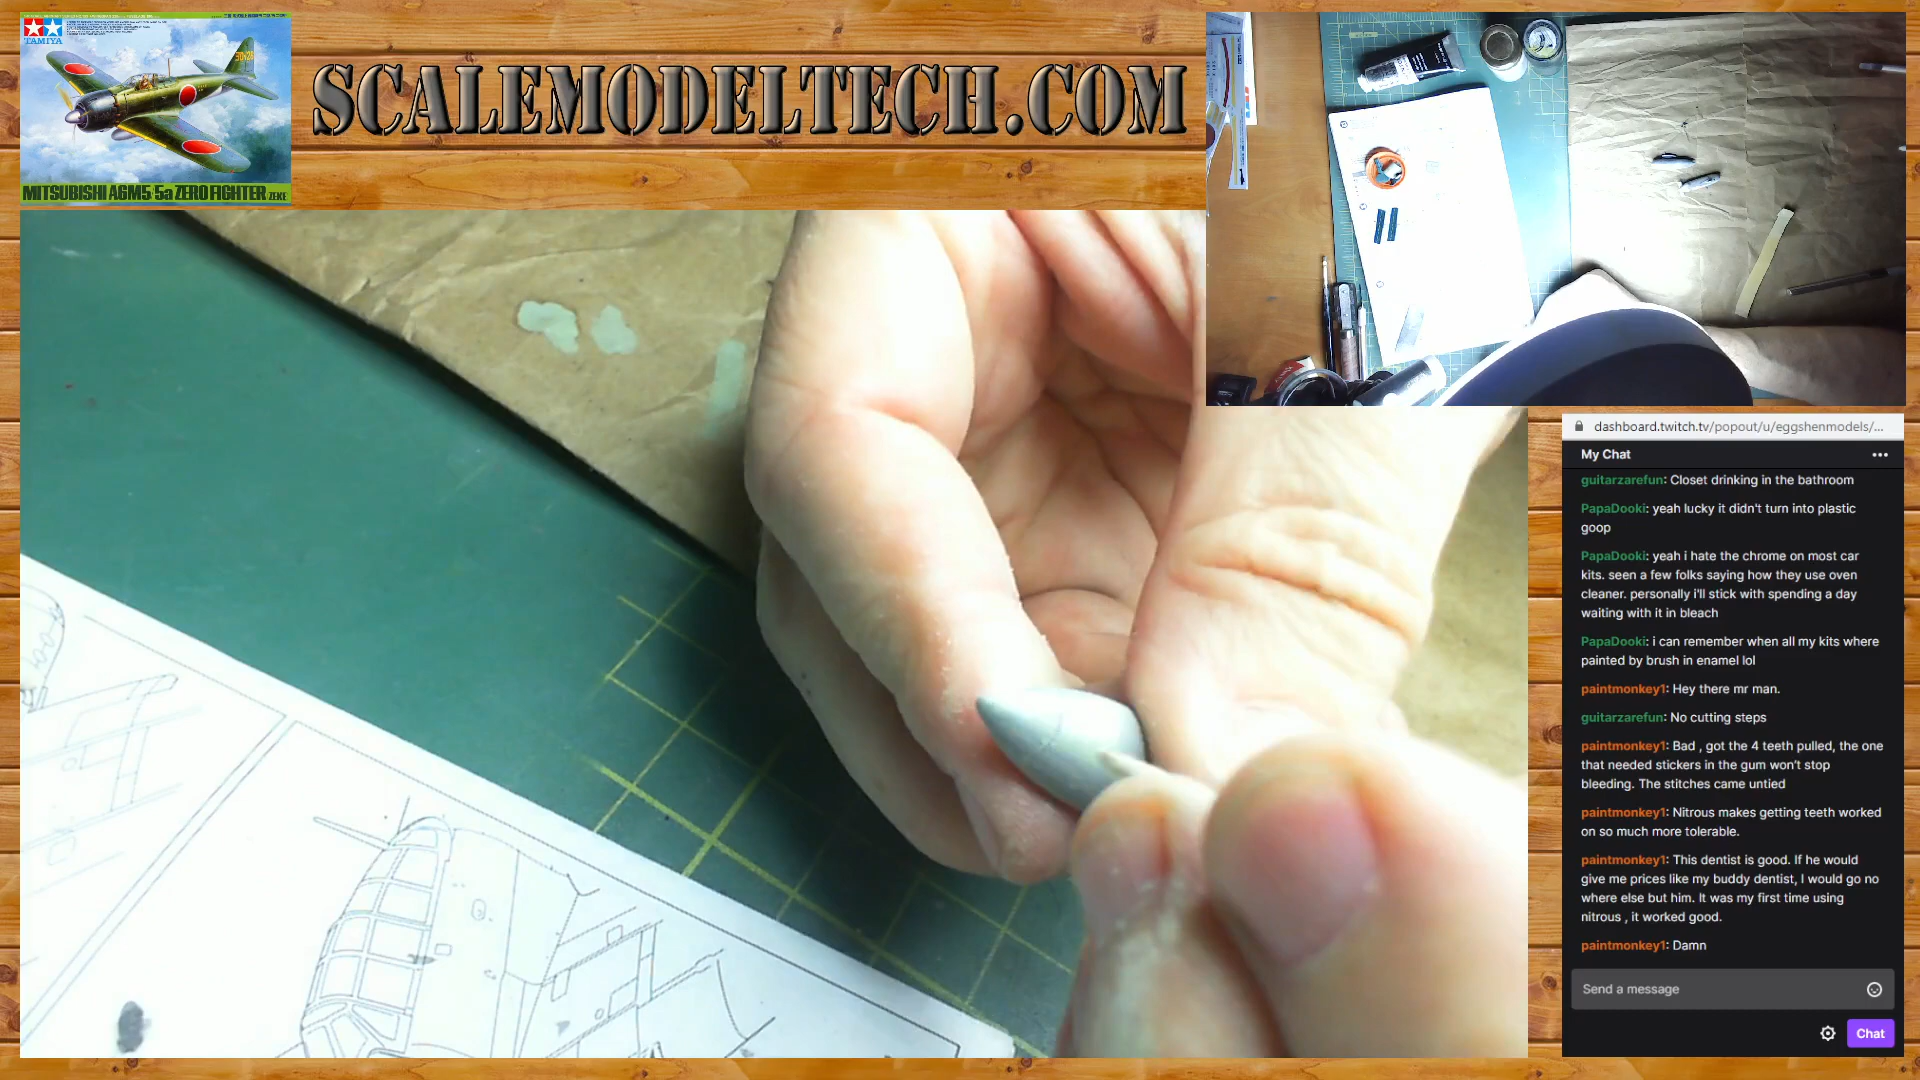 TAMIYA
SCALEMODELTECH.COM
MITSUBISHI A6M5/5a ZERO FIGHTER ZEKE
dashboard.twitch.tv/popout/u/eggshenmodels/...
My Chat
guitarzarefun: Closet drinking in the bathroom
PapaDooki: yeah lucky it didn't turn into plastic
goop
PapaDooki: yeah i hate the chrome on most car
kits. seen a few folks saying how they use oven
cleaner. personally i'll stick with spending a day
waiting with it in bleach
PapaDooki: i can remember when all my kits where
painted by brush in enamel lol
paintmonkey1: Hey there mr man.
guitarzarefun: No cutting steps
paintmonkey1: Bad , got the 4 teeth pulled, the one
that needed stickers in the gum won't stop
bleeding. The stitches came untied
paintmonkey1: Nitrous makes getting teeth worked
on so much more tolerable.
paintmonkey1: This dentist is good. If he would
give me prices like my buddy dentist, I would go no
where else but him. It was my first time using
nitrous , it worked good.
paintmonkey1: Damn
Send a message
Chat